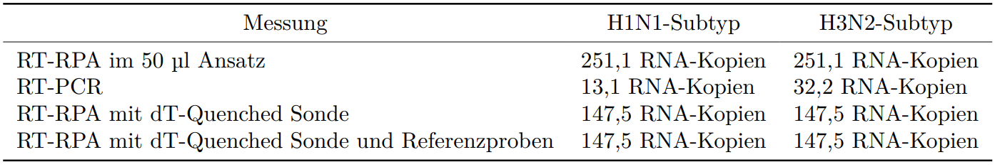 Messung H1N1-Subtyp H3N2-Subtyp
RT-RPA im 50 µl Ansatz 251,1 RNA-Kopien 251,1 RNA-Kopien
RT-PCR 13,1 RNA-Kopien 32,2 RNA-Kopien
RT-RPA mit dT-Quenched Sonde 147,5 RNA-Kopien 147,5 RNA-Kopien
RT-RPA mit dT-Quenched Sonde und Referenzproben 147,5 RNA-Kopien 147,5 RNA-Kopien